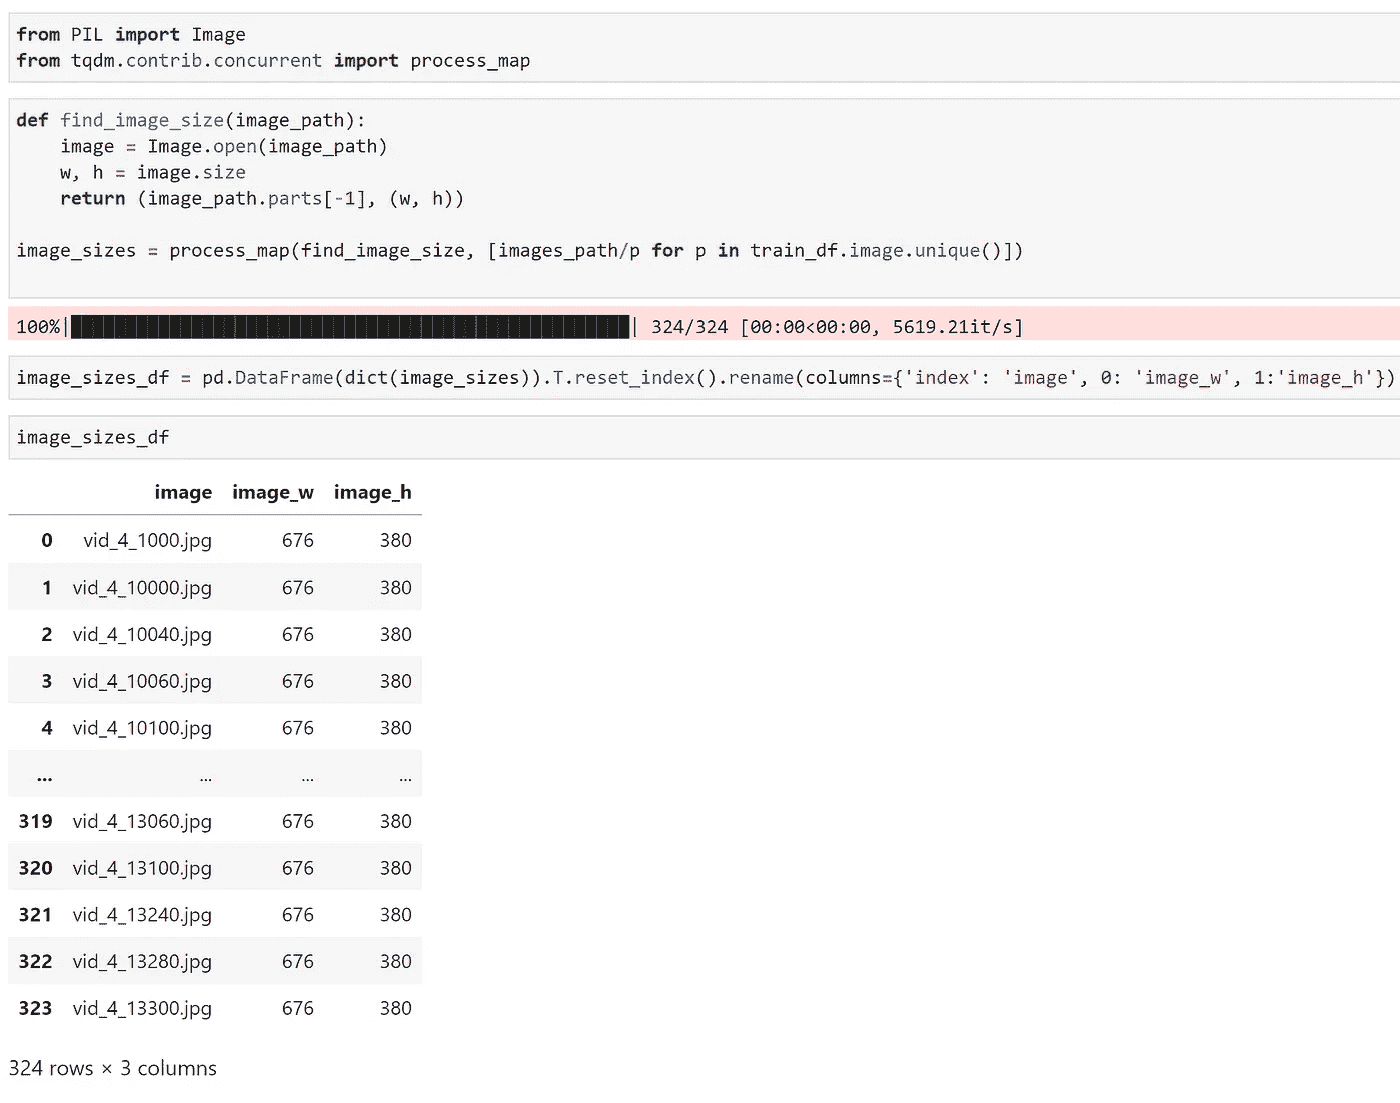 from PIL import Image
from tqdm.contrib.concurrent import process_map
def find_image_size(image_path):
    image = Image.open(image_path)
    w, h = image.size
    return (image_path.parts[-1], (w, h))
image_sizes = process_map(find_image_size, [images_path/p for p in train_df.image.unique()])
100%|██████████| 324/324 [00:00<00:00, 5619.21it/s]
image_sizes_df = pd.DataFrame(dict(image_sizes)).T.reset_index().rename(columns={'index': 'image', 0: 'image_w', 1:'image_h'})
image_sizes_df
image image_w image_h
0 vid_4_1000.jpg 676 380
1 vid_4_10000.jpg 676 380
2 vid_4_10040.jpg 676 380
3 vid_4_10060.jpg 676 380
4 vid_4_10100.jpg 676 380
... ... ... ...
319 vid_4_13060.jpg 676 380
320 vid_4_13100.jpg 676 380
321 vid_4_13240.jpg 676 380
322 vid_4_13280.jpg 676 380
323 vid_4_13300.jpg 676 380
324 rows × 3 columns